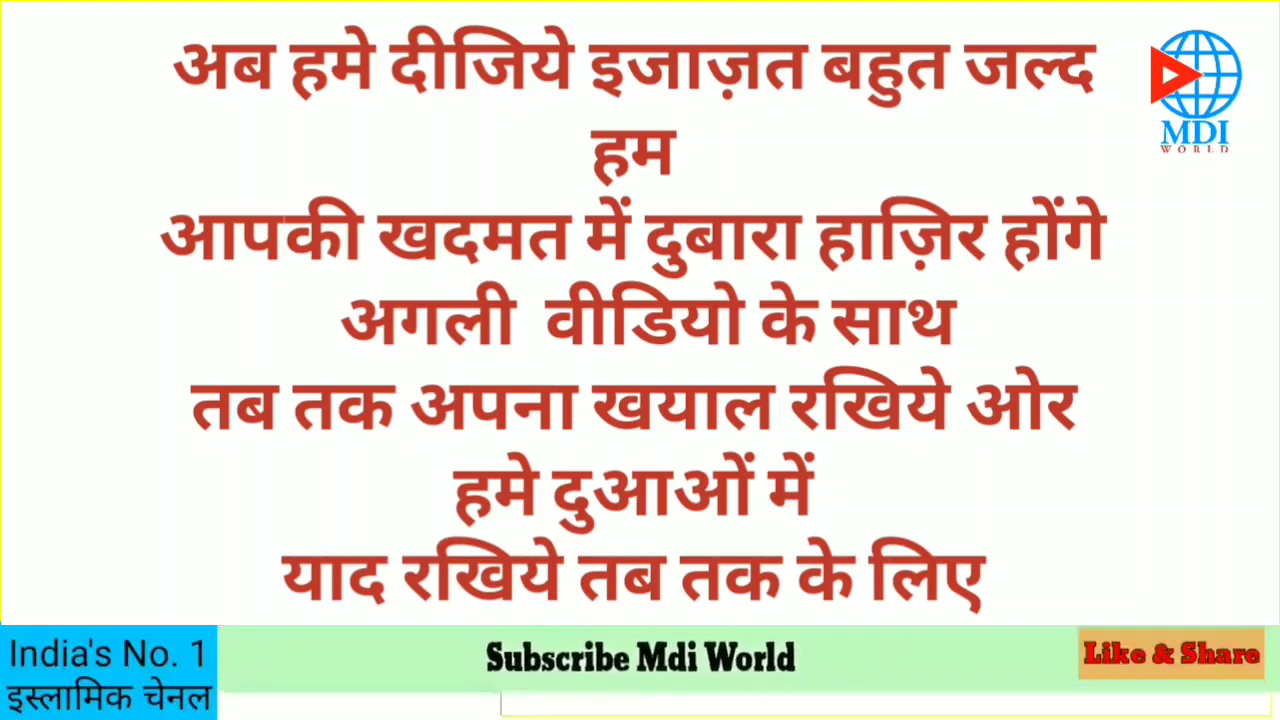 अब हमे दीजिये इजाज़त बहुत जल्द
हम
आपकी खदमत में दुबारा हाज़िर होंगे
अगली वीडियो के साथ
तब तक अपना खयाल रखिये ओर
हमे दुआओं में
याद रखिये तब तक के लिए
MDI
WORLD
India's No. 1
इस्लामिक चेनल
Subscribe Mdi World
Like & Share